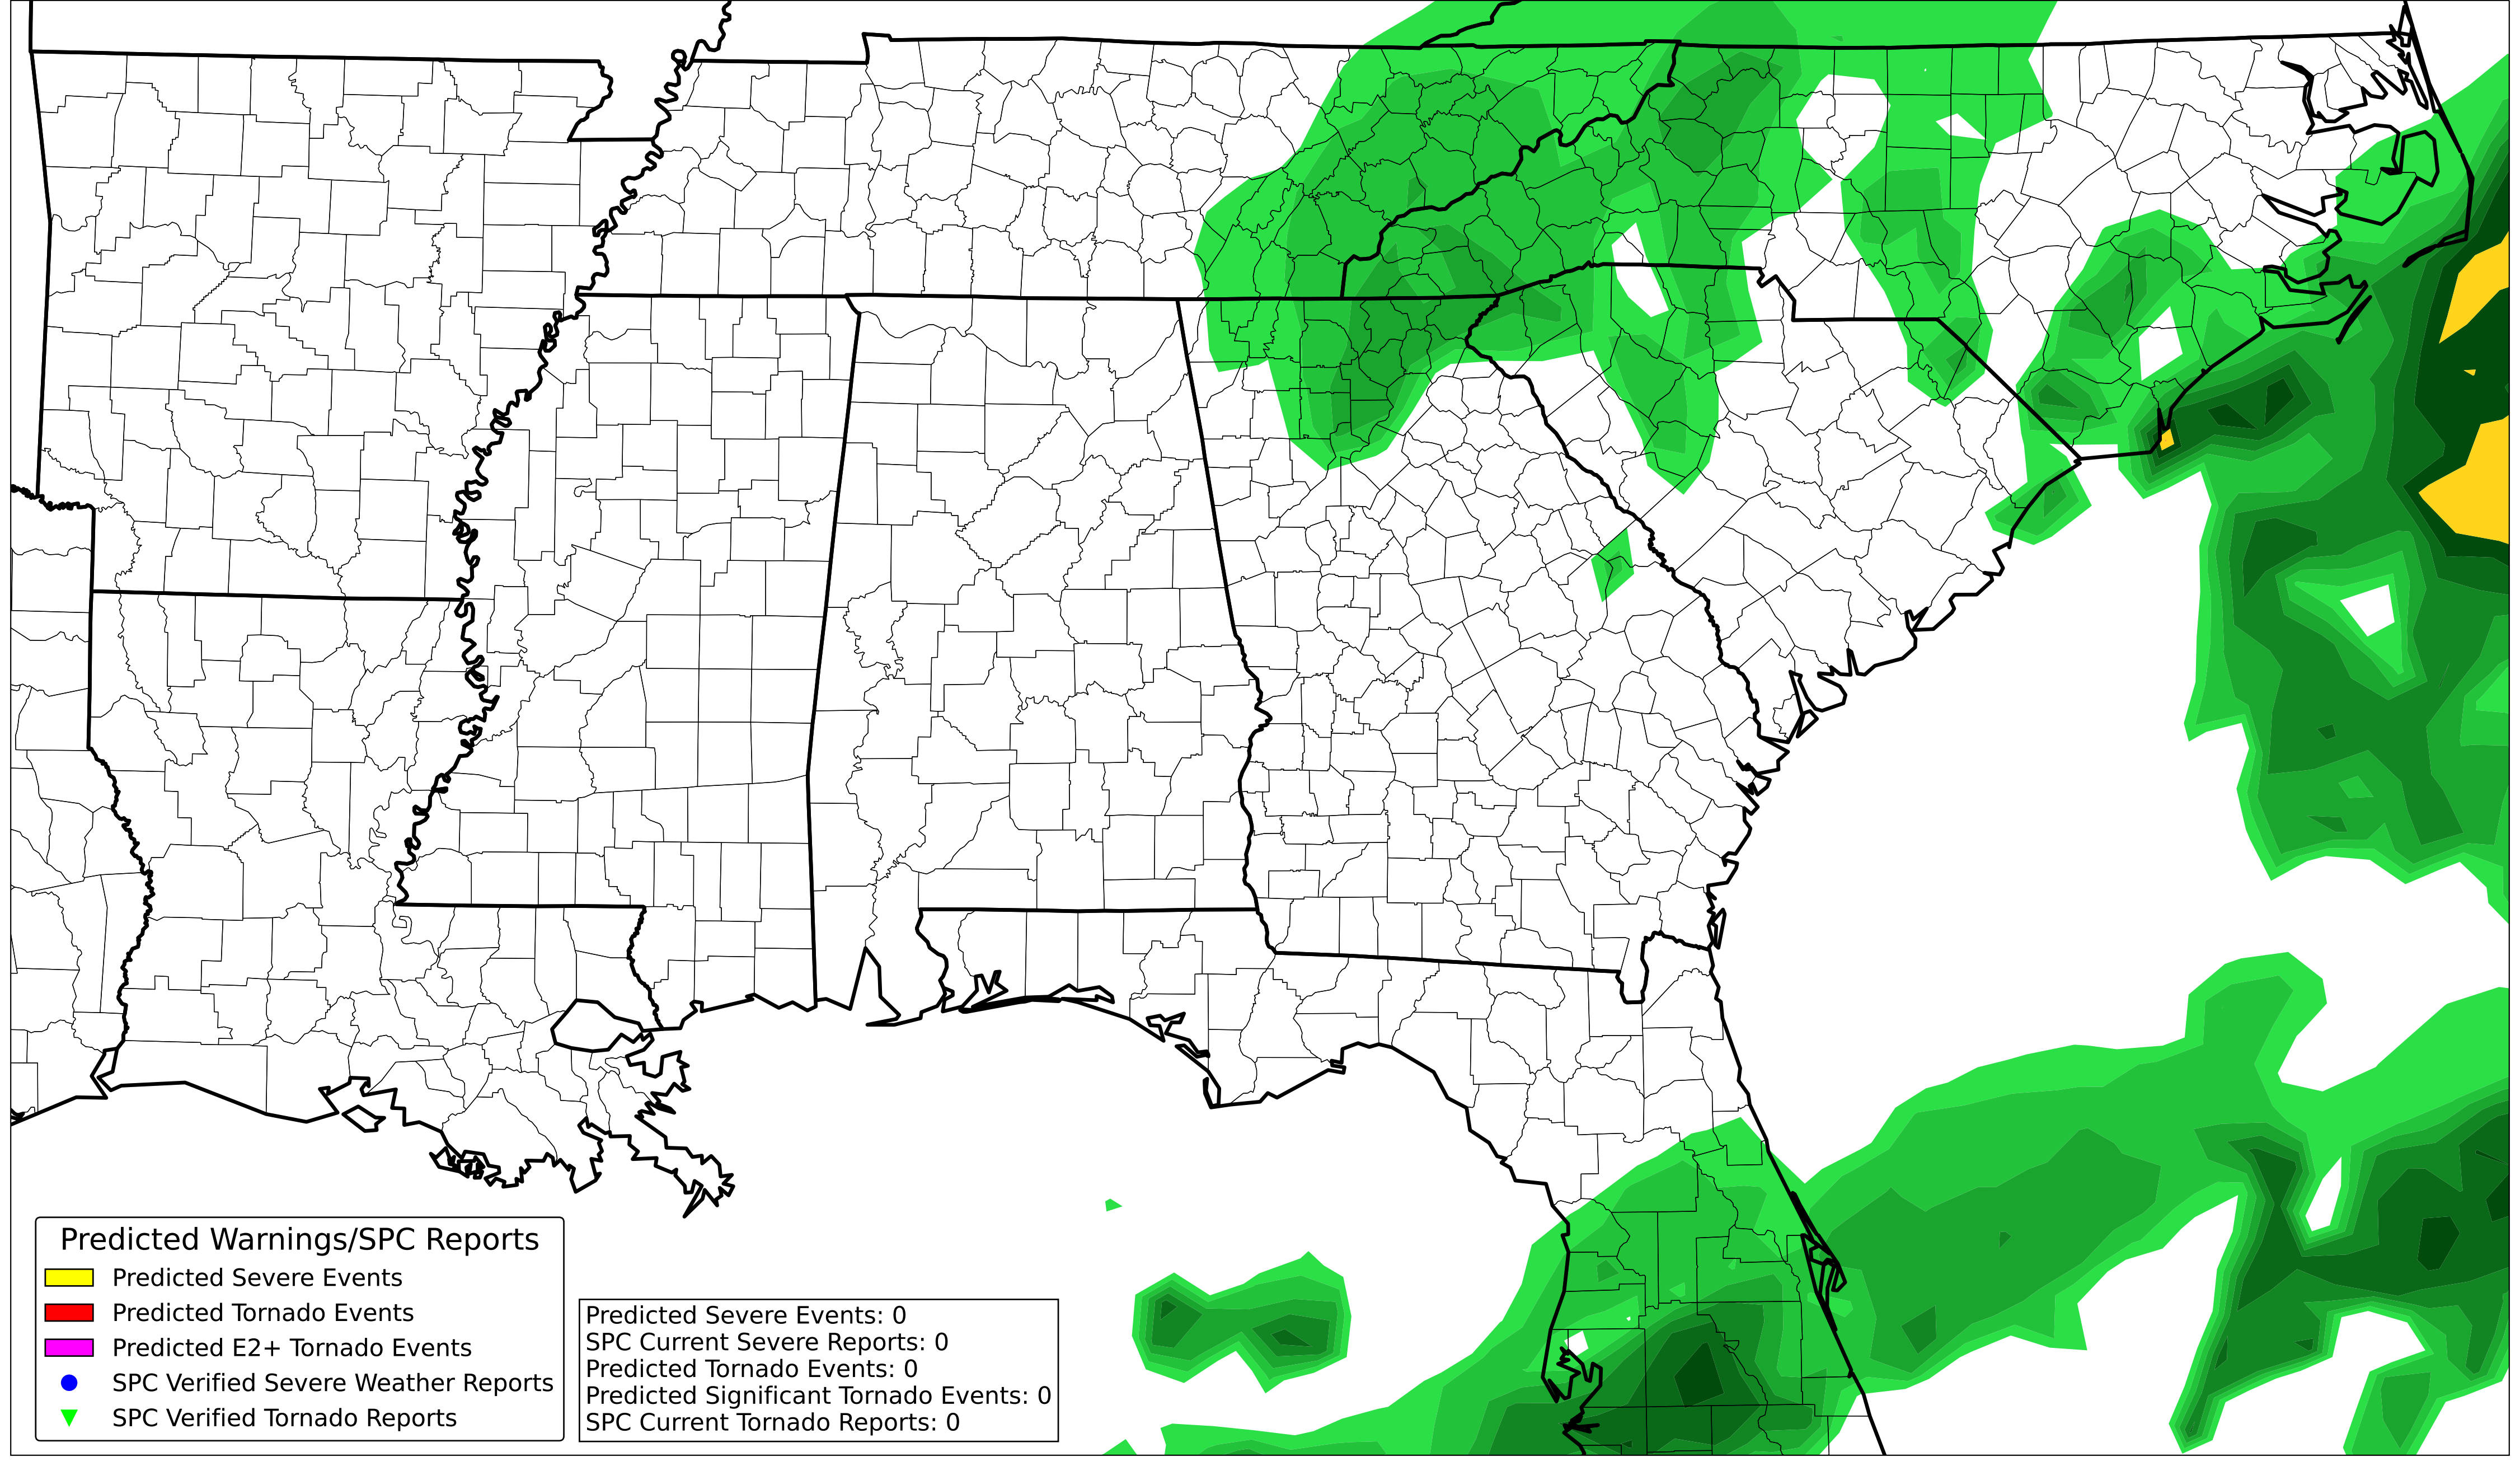 Predicted Warnings/SPC Reports
Predicted Severe Events
Predicted Tornado Events
Predicted E2+ Tornado Events
SPC Verified Severe Weather Reports
SPC Verified Tornado Reports
Predicted Severe Events: 0
SPC Current Severe Reports: 0
Predicted Tornado Events: 0
Predicted Significant Tornado Events: 0
SPC Current Tornado Reports: 0